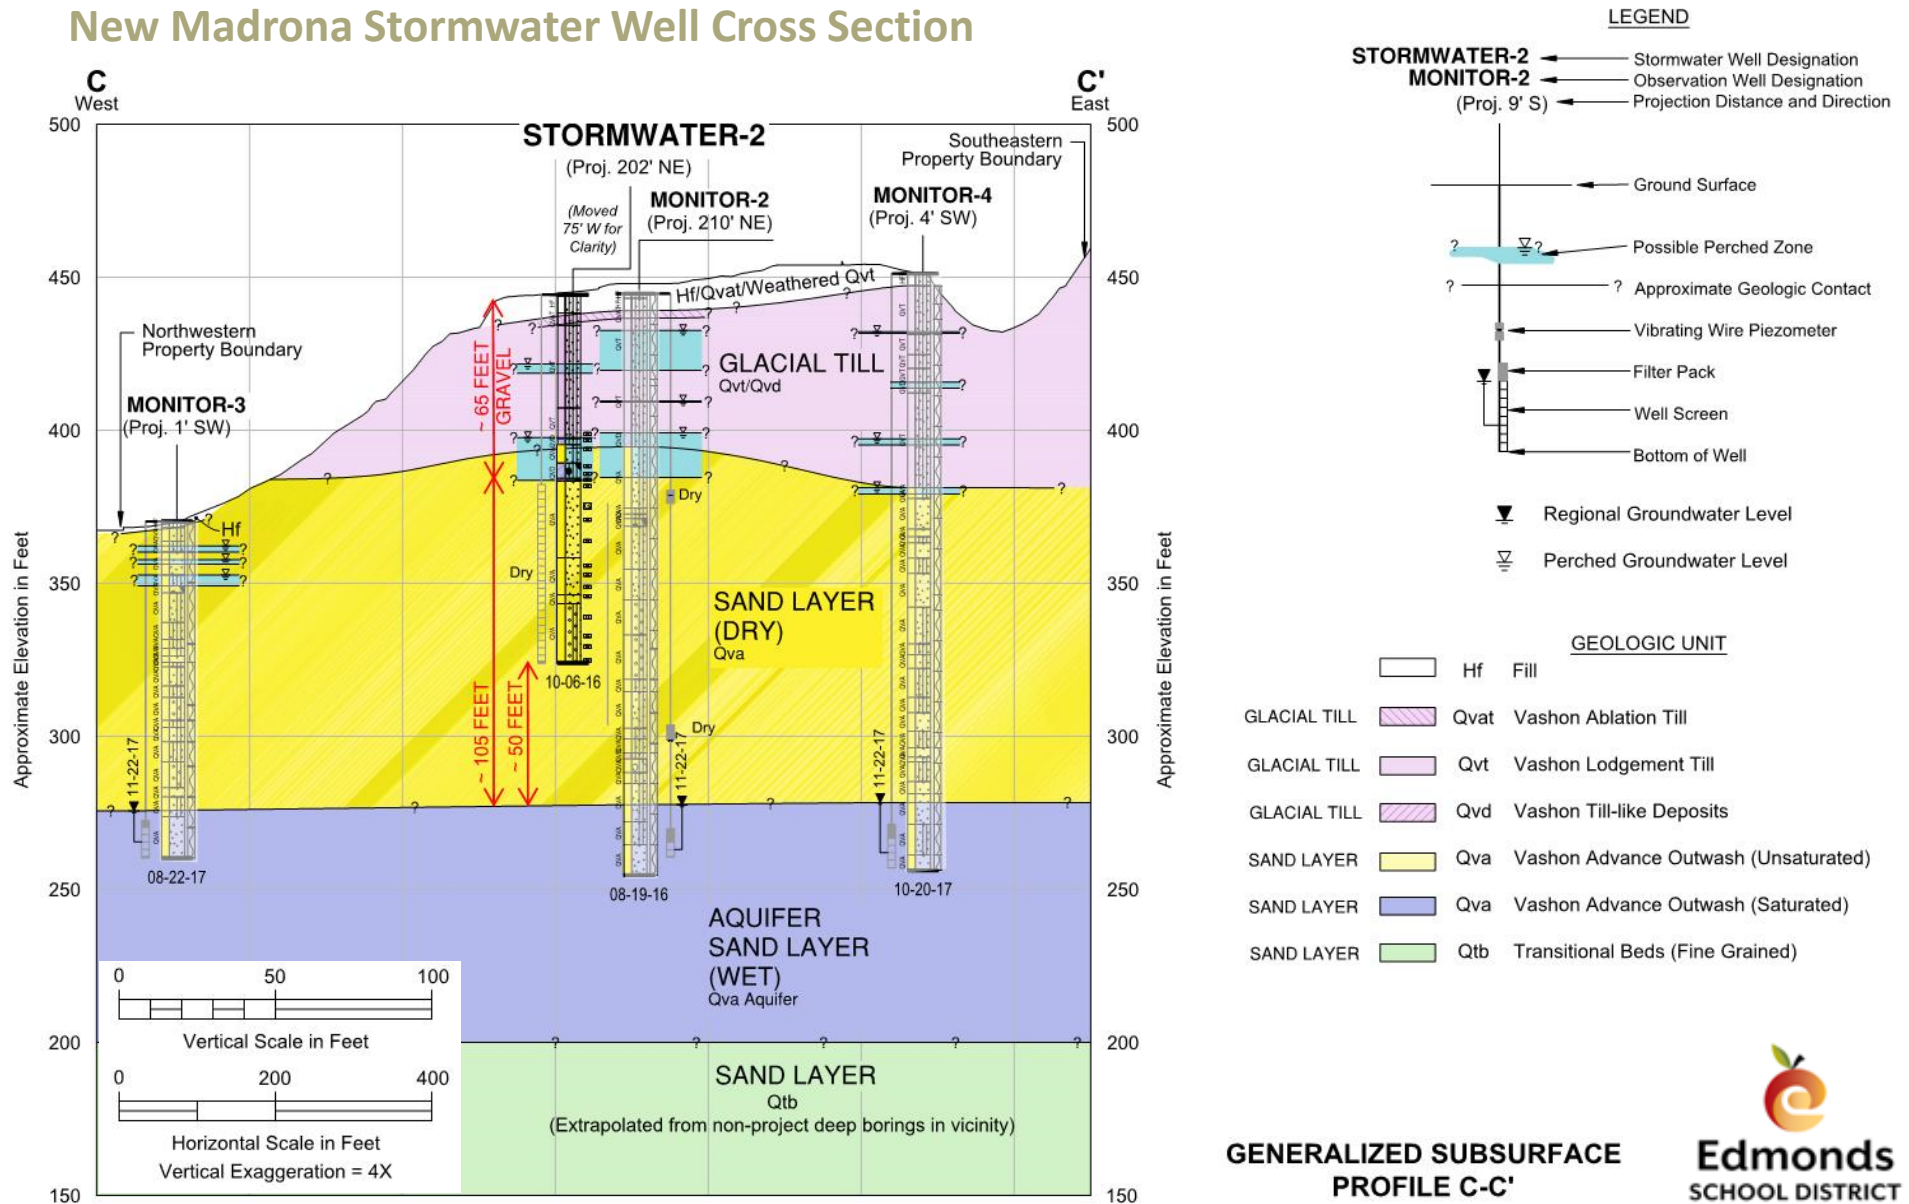 New Madrona Stormwater Well Cross Section
C
West
C'
East
500
450
400
350
300
250
200
150
Approximate Elevation in Feet
500
450
400
350
300
250
200
150
Approximate Elevation in Feet
STORMWATER-2
(Proj. 202' NE)
(Moved
75' W for
Clarity)
MONITOR-2
(Proj. 210' NE)
MONITOR-4
(Proj. 4' SW)
Southeastern
Property Boundary
Northwestern
Property Boundary
MONITOR-3
(Proj. 1' SW)
Hf/Qvat/Weathered Qvt
GLACIAL TILL
Qvt/Qvd
~ 65 FEET
GRAVEL
Hf
Dry
Dry
Dry
SAND LAYER
(DRY)
Qva
10-06-16
~ 105 FEET
~ 50 FEET
11-22-17
11-22-17
11-22-17
08-22-17
08-19-16
10-20-17
AQUIFER
SAND LAYER
(WET)
Qva Aquifer
SAND LAYER
Qtb
(Extrapolated from non-project deep borings in vicinity)
0 50 100
Vertical Scale in Feet
0 200 400
Horizontal Scale in Feet
Vertical Exaggeration = 4X
LEGEND
STORMWATER-2 Stormwater Well Designation
MONITOR-2 Observation Well Designation
(Proj. 9' S) Projection Distance and Direction
Ground Surface
? ? Possible Perched Zone
? ? Approximate Geologic Contact
Vibrating Wire Piezometer
Filter Pack
Well Screen
Bottom of Well
Regional Groundwater Level
Perched Groundwater Level
GEOLOGIC UNIT
Hf Fill
GLACIAL TILL Qvat Vashon Ablation Till
GLACIAL TILL Qvt Vashon Lodgement Till
GLACIAL TILL Qvd Vashon Till-like Deposits
SAND LAYER Qva Vashon Advance Outwash (Unsaturated)
SAND LAYER Qva Vashon Advance Outwash (Saturated)
SAND LAYER Qtb Transitional Beds (Fine Grained)
GENERALIZED SUBSURFACE
PROFILE C-C'
Edmonds
SCHOOL DISTRICT